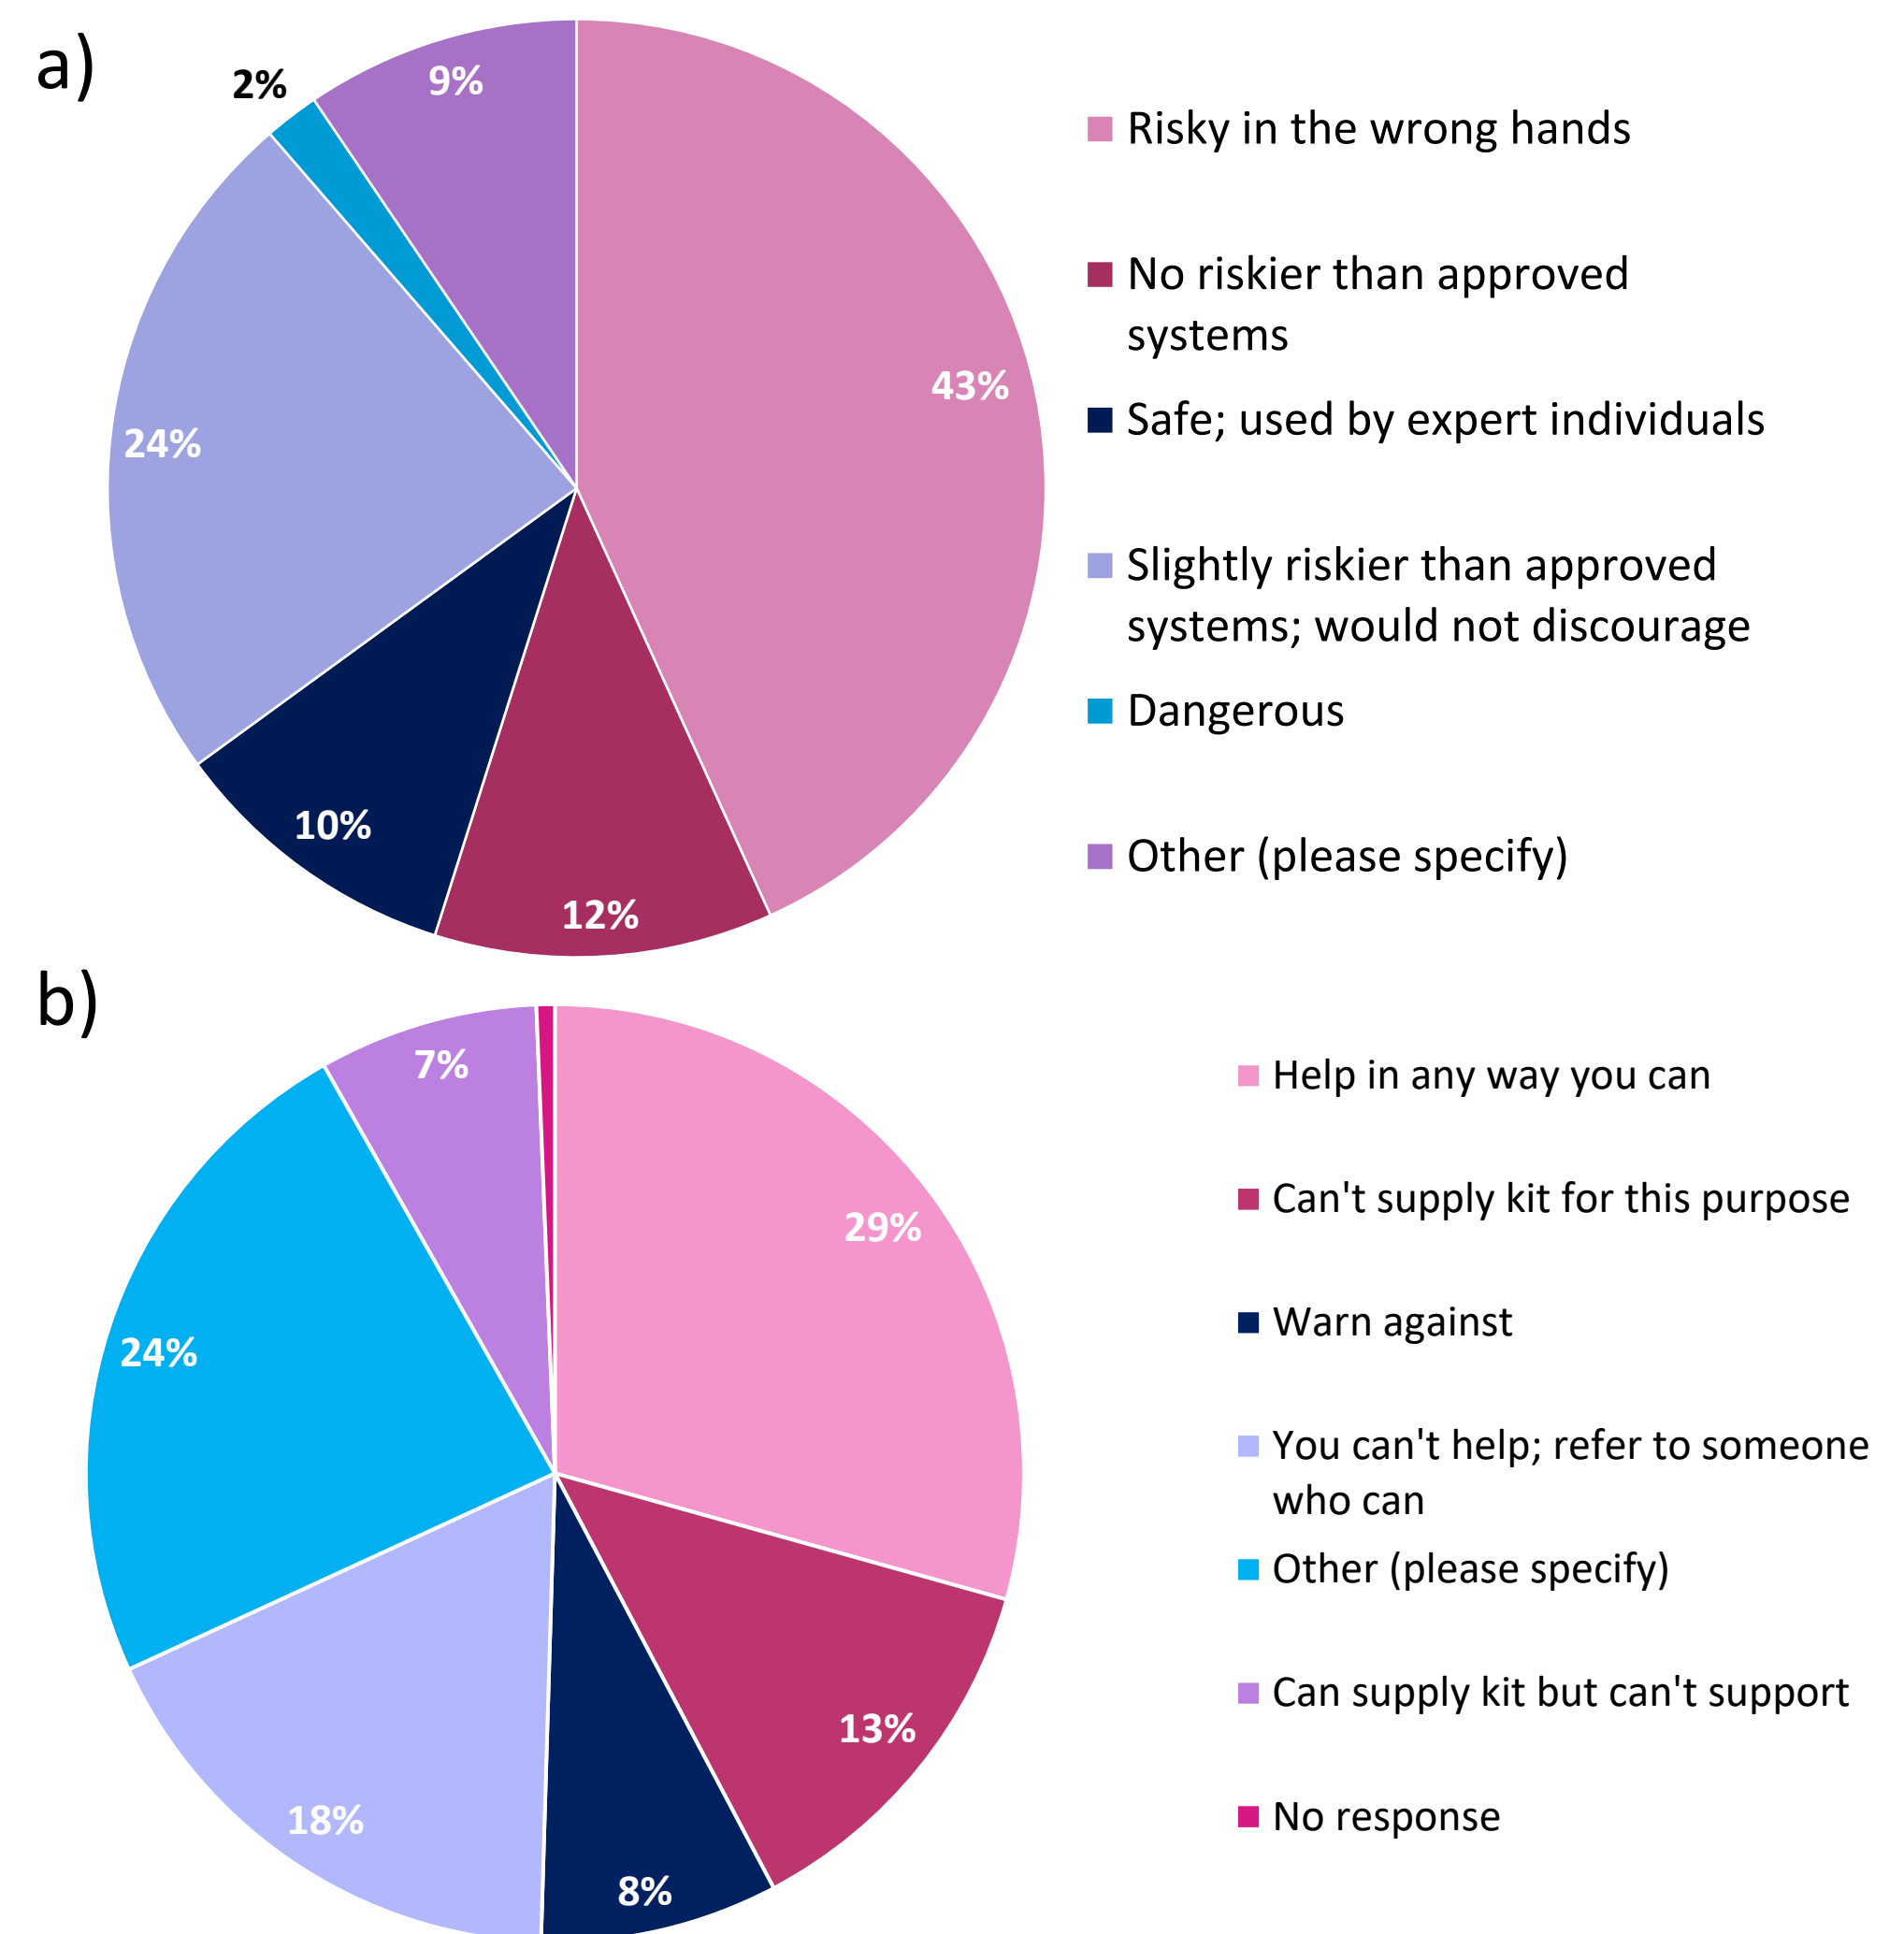 a)
2%
9%
43%
24%
10%
12%
Risky in the wrong hands
No riskier than approved
systems
Safe; used by expert individuals
Slightly riskier than approved
systems; would not discourage
Dangerous
Other (please specify)
b)
7%
29%
24%
13%
18%
8%
Help in any way you can
Can't supply kit for this purpose
Warn against
You can't help; refer to someone
who can
Other (please specify)
Can supply kit but can't support
No response